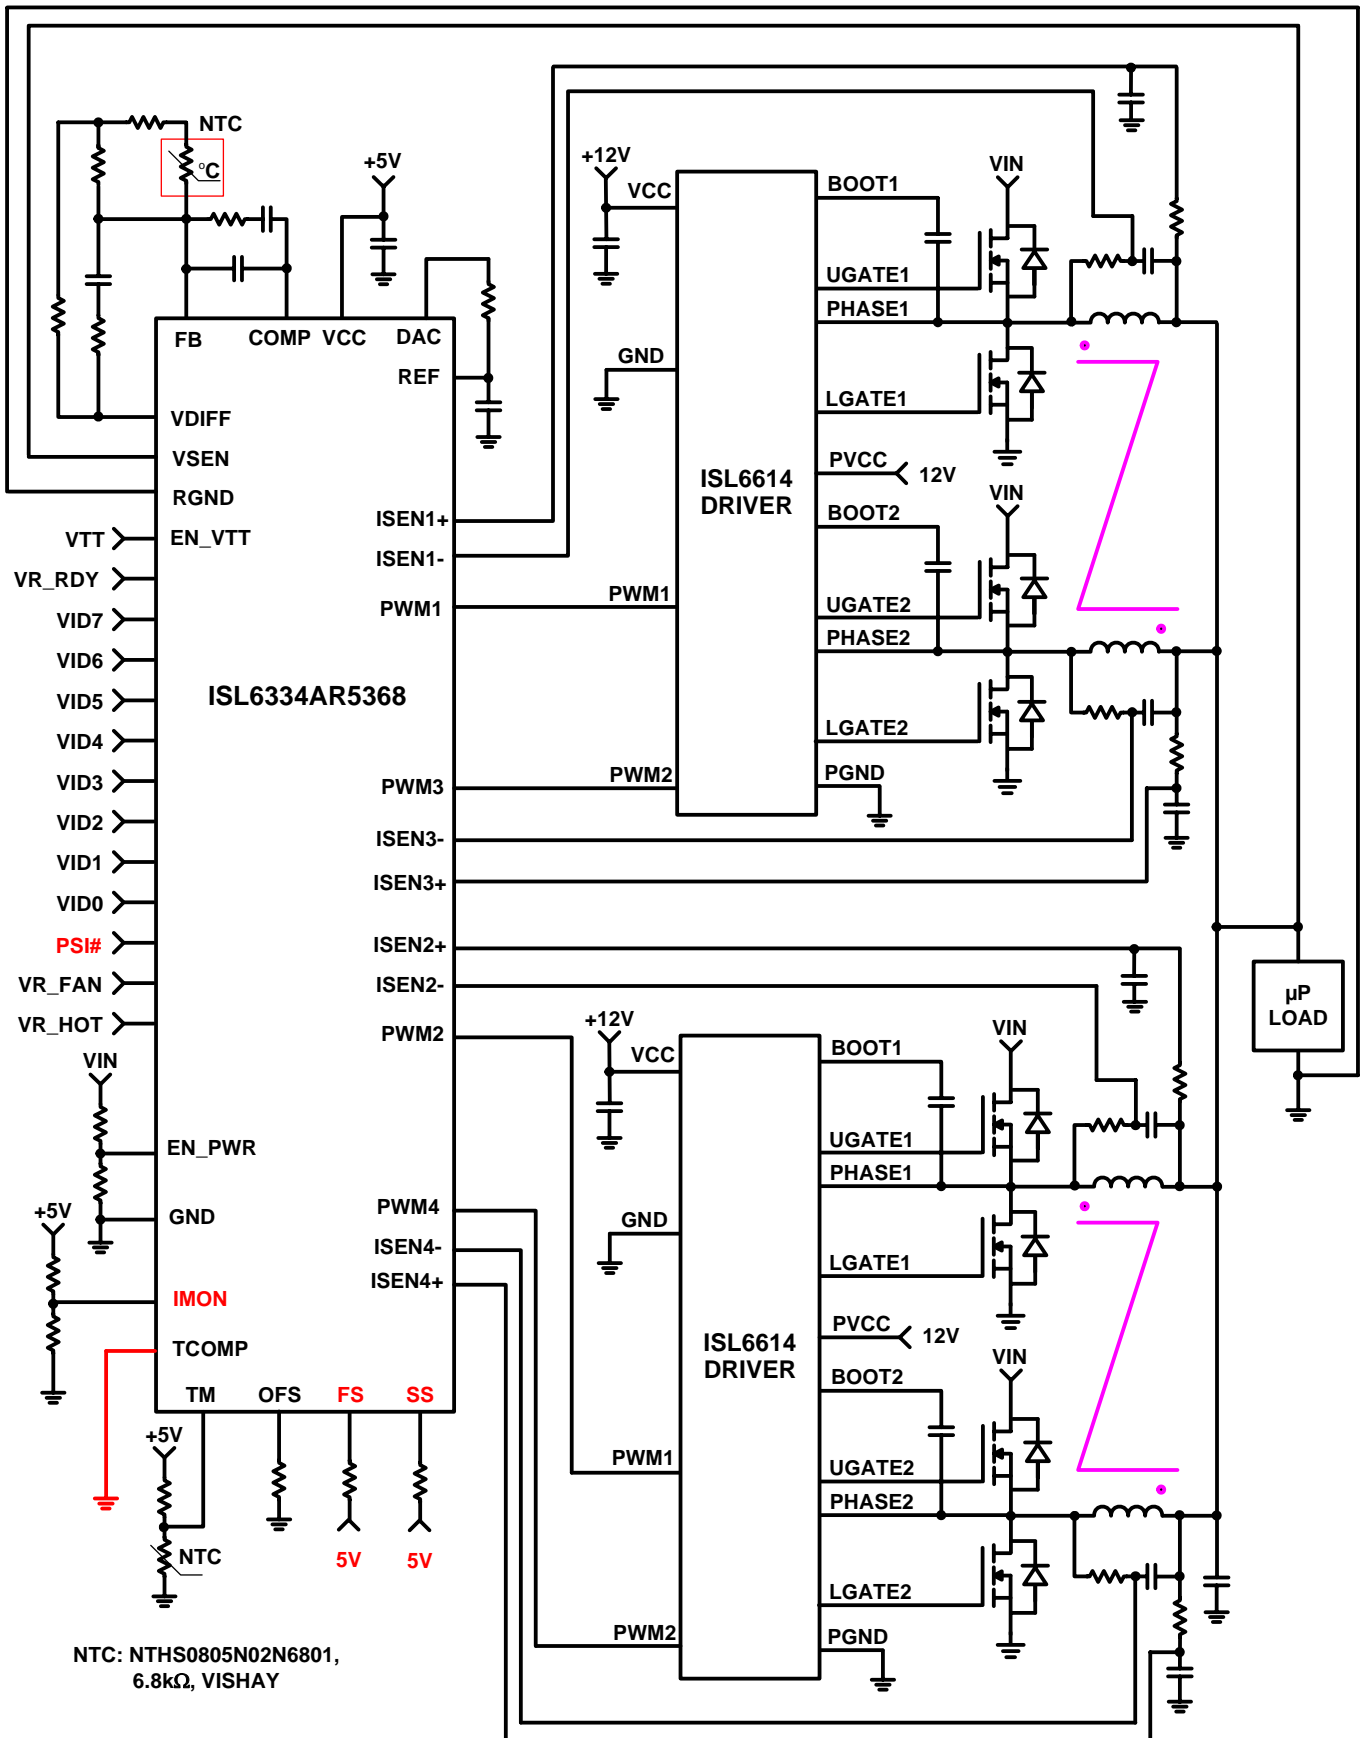 NTC
°C
+5V
FB
COMP
VCC
DAC
REF
VDIFF
VSEN
RGND
EN_VTT
VTT
VR_RDY
VID7
VID6
VID5
VID4
VID3
VID2
VID1
VID0
PSI#
VR_FAN
VR_HOT
VIN
EN_PWR
GND
+5V
IMON
TCOMP
TM
OFS
FS
SS
+5V
NTC
5V
5V
ISL6334AR5368
ISEN1+
ISEN1-
PWM1
PWM3
ISEN3-
ISEN3+
ISEN2+
ISEN2-
PWM2
PWM4
ISEN4-
ISEN4+
+12V
VCC
GND
PWM1
PWM2
ISL6614
DRIVER
BOOT1
UGATE1
PHASE1
LGATE1
PVCC
12V
BOOT2
UGATE2
PHASE2
LGATE2
PGND
VIN
VIN
+12V
VCC
GND
PWM1
PWM2
ISL6614
DRIVER
BOOT1
UGATE1
PHASE1
LGATE1
PVCC
12V
BOOT2
UGATE2
PHASE2
LGATE2
PGND
VIN
VIN
µP
LOAD
NTC: NTHS0805N02N6801,
6.8kΩ, VISHAY